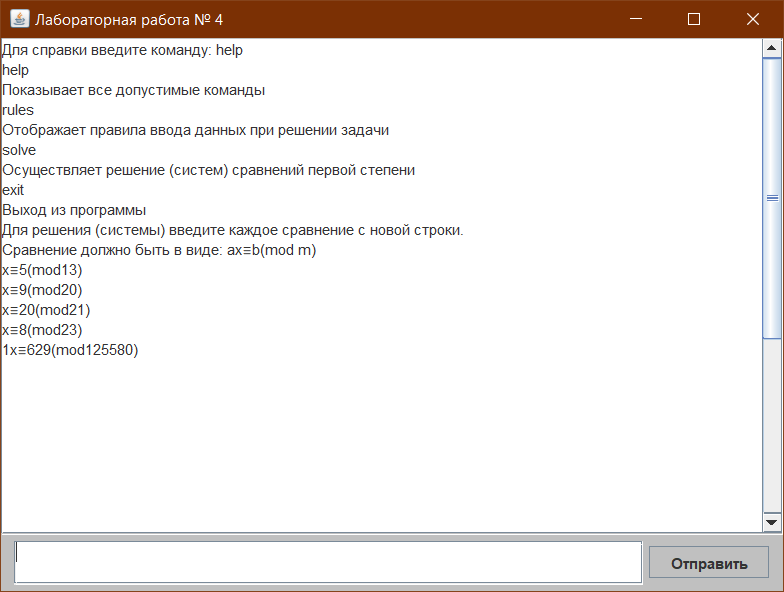 Лабораторная работа № 4
Для справки введите команду: help
help
Показывает все допустимые команды
rules
Отображает правила ввода данных при решении задачи
solve
Осуществляет решение (систем) сравнений первой степени
exit
Выход из программы
Для решения (системы) введите каждое сравнение с новой строки.
Сравнение должно быть в виде: ax≡b(mod m)
x≡5(mod13)
x≡9(mod20)
x≡20(mod21)
x≡8(mod23)
1x≡629(mod125580)
Отправить